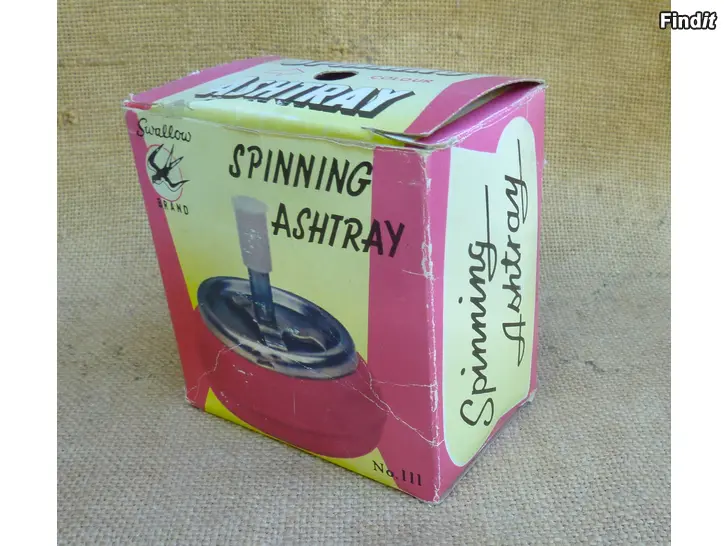 Findit
COLOUR
ASHTRAY
Swallow
BRAND
SPINNING
ASHTRAY
No.111
Spinning
Ashtray